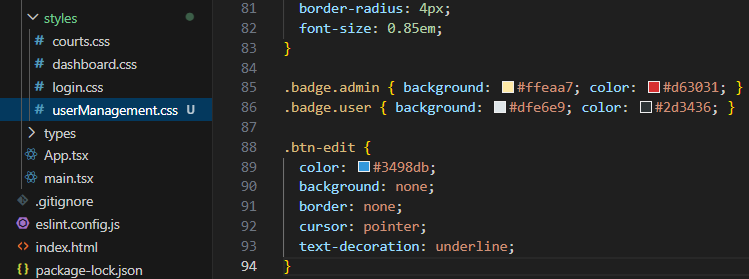 styles
courts.css
dashboard.css
login.css
userManagement.css U
types
App.tsx
main.tsx
.gitignore
eslint.config.js
index.html
package-lock.json
81 border-radius: 4px;
82 font-size: 0.85em;
83 }
84
85 .badge.admin { background: #ffeaa7; color: #d63031; }
86 .badge.user { background: #dfe6e9; color: #2d3436; }
87
88 .btn-edit {
89 color: #3498db;
90 background: none;
91 border: none;
92 cursor: pointer;
93 text-decoration: underline;
94 }